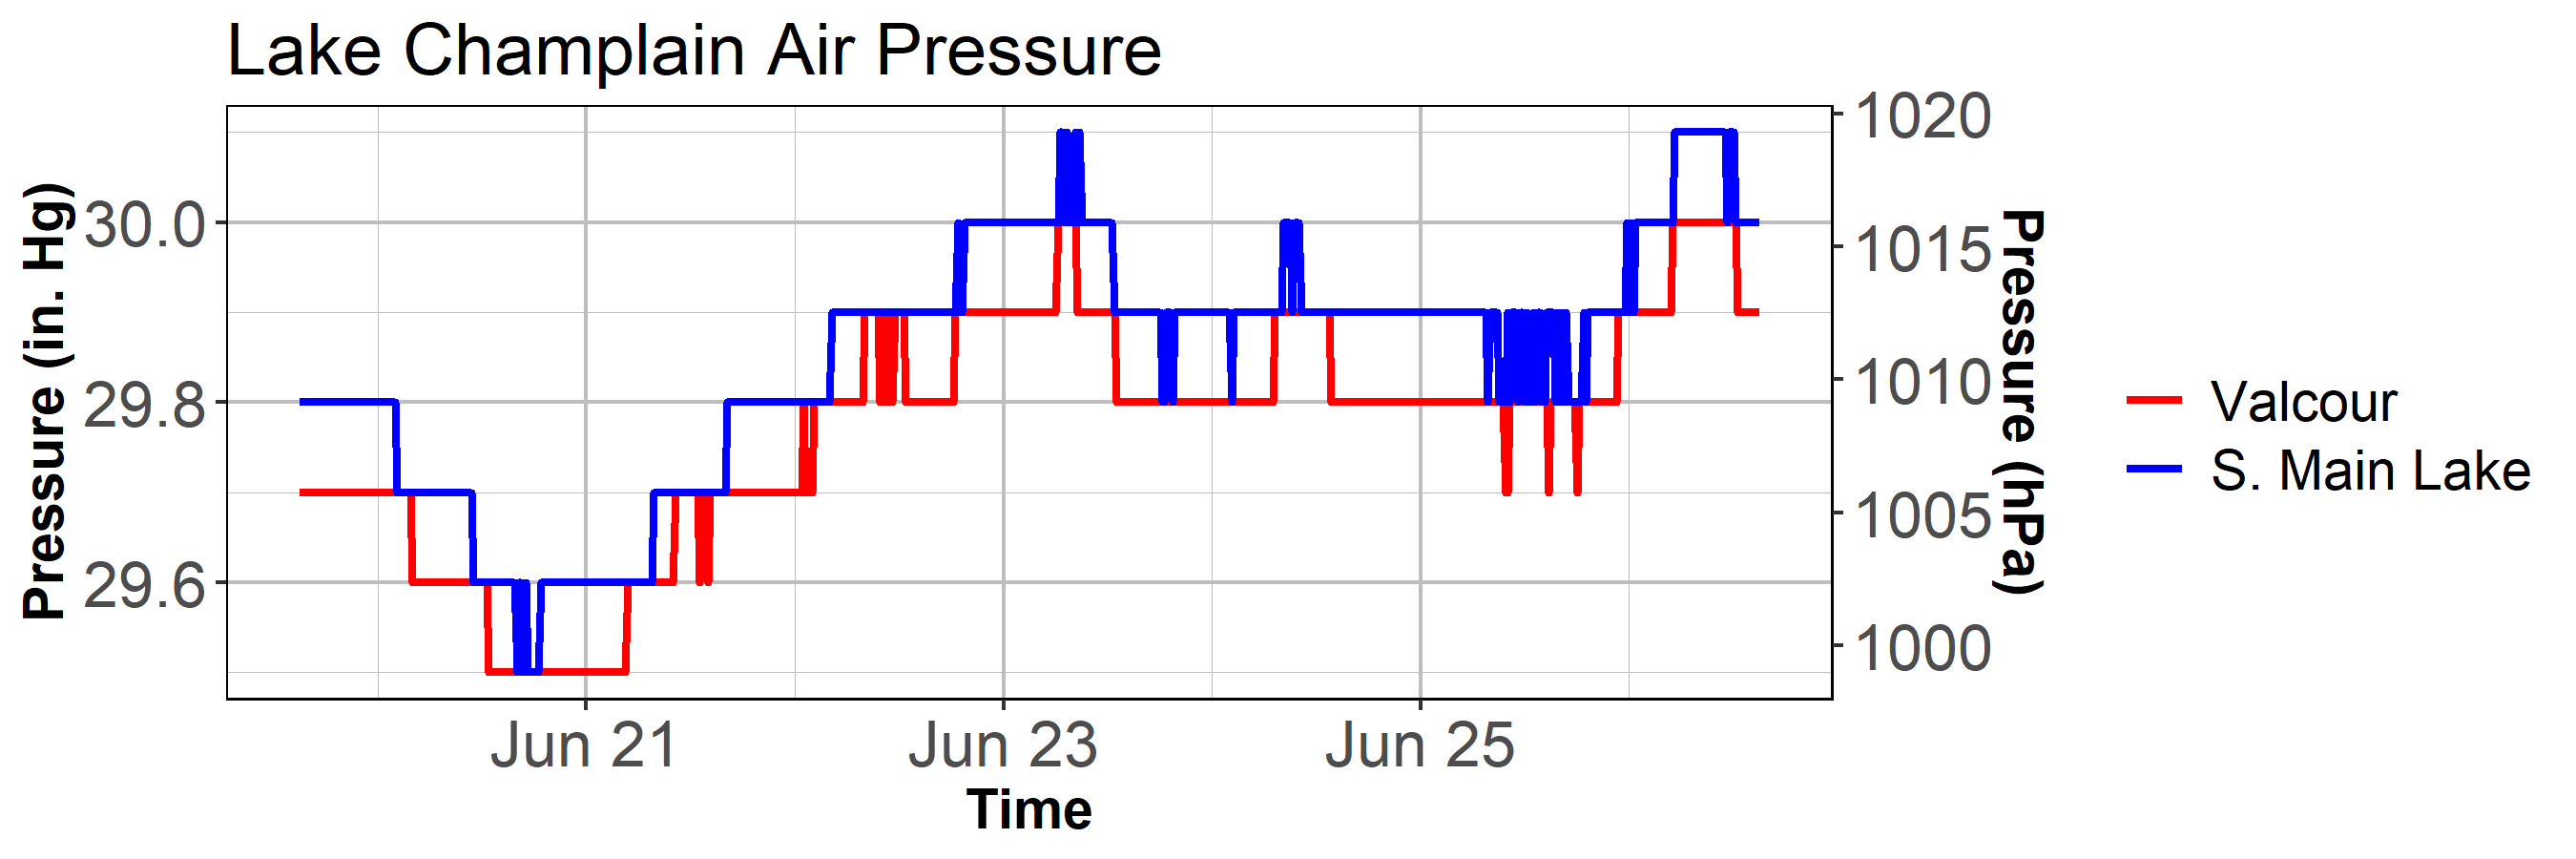 Lake Champlain Air Pressure
Pressure (in. Hg)
30.0
29.8
29.6
1020
1015
1010
1005
1000
Pressure (hPa)
Jun 21
Jun 23
Jun 25
Time
Valcour
S. Main Lake